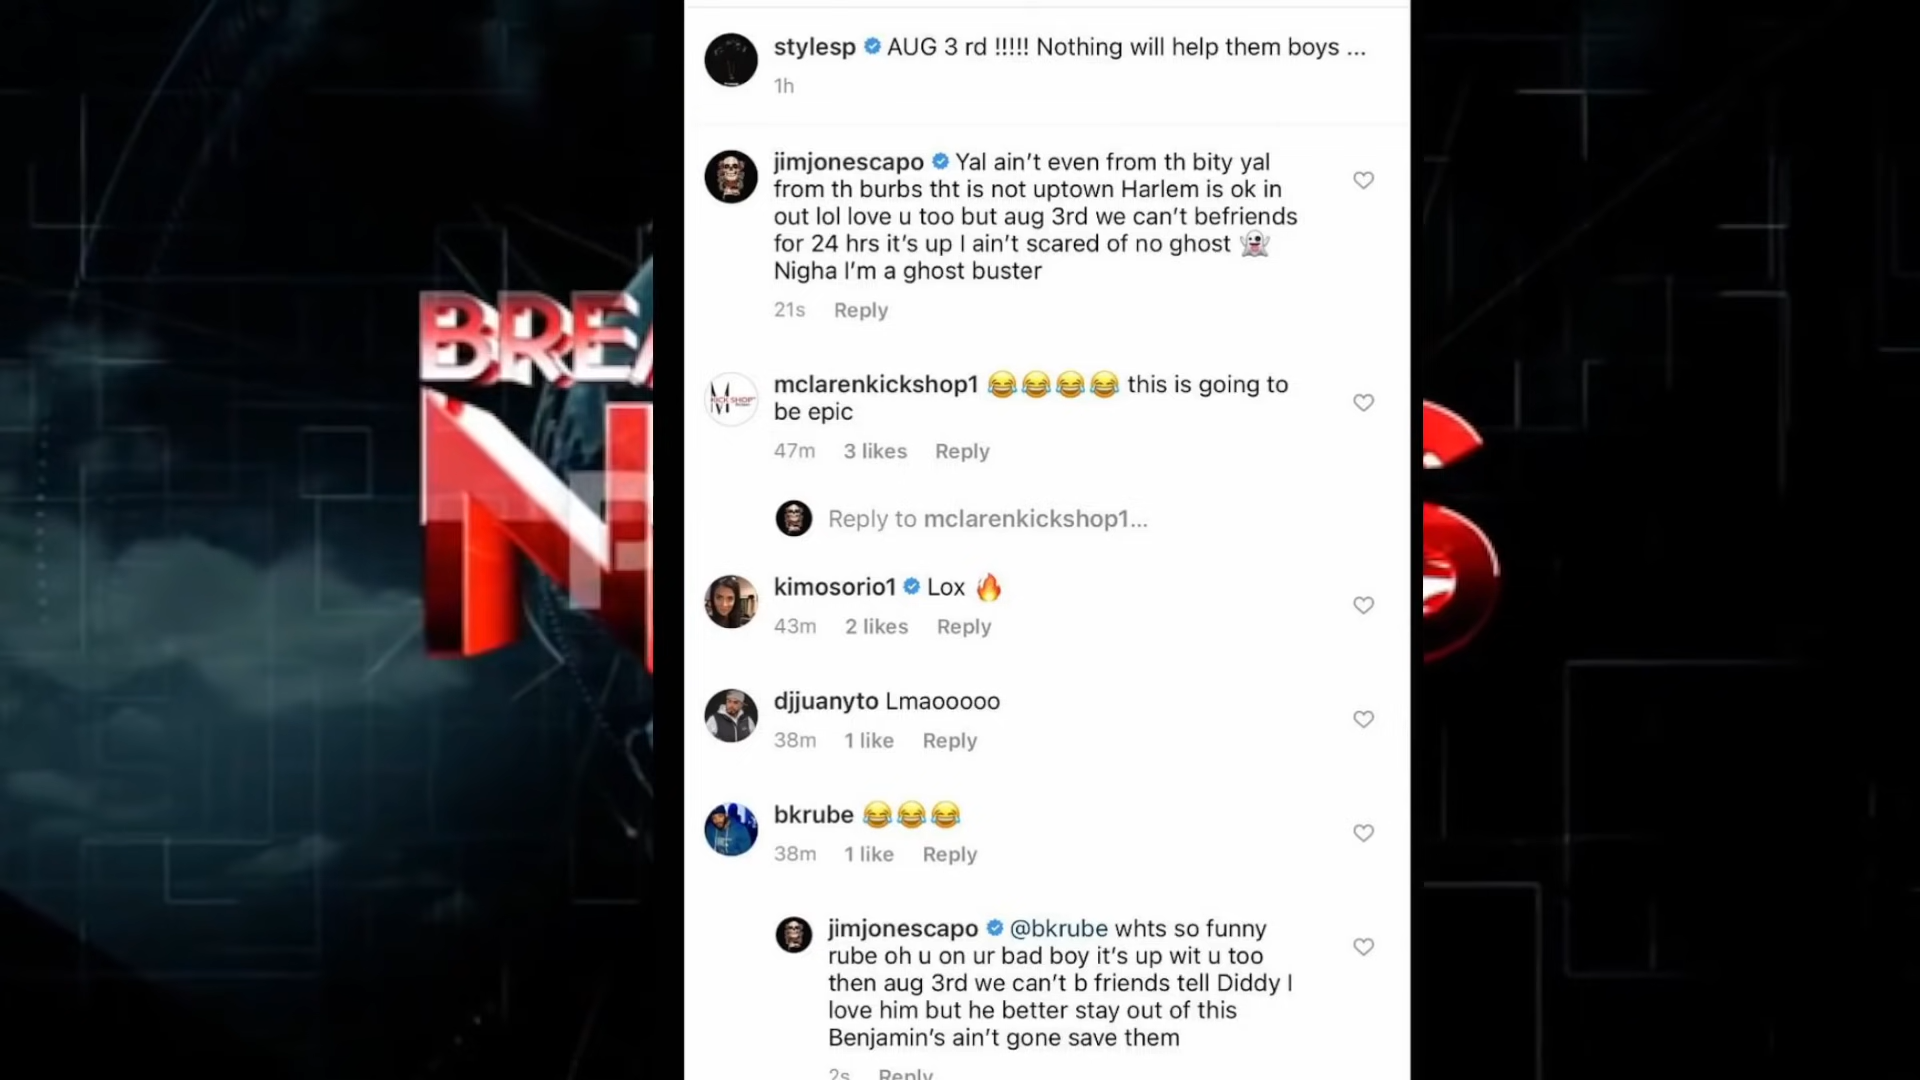 stylesp AUG 3 rd !!!!! Nothing will help them boys ...
1h
jimjonescapo Yal ain’t even from th bity yal
from th burbs tht is not uptown Harlem is ok in
out lol love u too but aug 3rd we can’t befriends
for 24 hrs it’s up I ain’t scared of no ghost 👻
Nigha I’m a ghost buster
21s Reply
mclarenkickshop1 😂😂😂😂 this is going to
be epic
47m 3 likes Reply
Reply to mclarenkickshop1...
kimosorio1 Lox 🔥
43m 2 likes Reply
djjuanyto Lmaooooo
38m 1 like Reply
bkrube 😂😂😂
38m 1 like Reply
jimjonescapo @bkrube whts so funny
rube oh u on ur bad boy it’s up wit u too
then aug 3rd we can’t b friends tell Diddy I
love him but he better stay out of this
Benjamin’s ain’t gone save them
2s Reply
BREA
N S